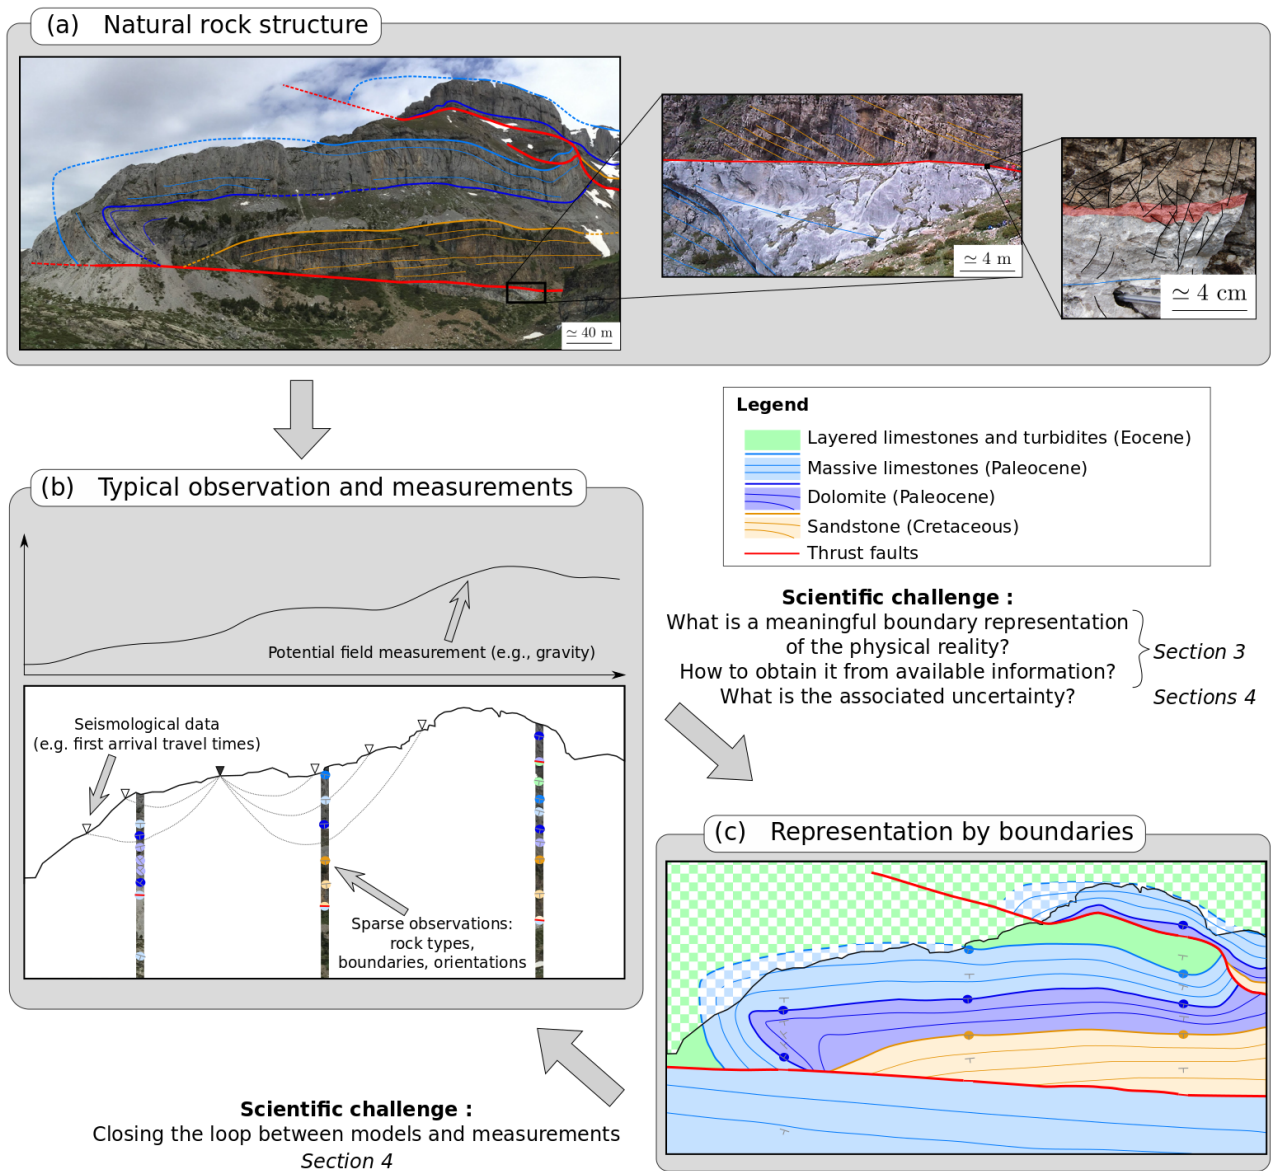 (a) Natural rock structure
≃ 40 m
≃ 4 m
≃ 4 cm
(b) Typical observation and measurements
Potential field measurement (e.g., gravity)
Seismological data
(e.g. first arrival travel times)
Sparse observations:
rock types,
boundaries, orientations
Legend
Layered limestones and turbidites (Eocene)
Massive limestones (Paleocene)
Dolomite (Paleocene)
Sandstone (Cretaceous)
Thrust faults
Scientific challenge :
What is a meaningful boundary representation
of the physical reality?
How to obtain it from available information?
Section 3
What is the associated uncertainty?
Sections 4
(c) Representation by boundaries
Scientific challenge :
Closing the loop between models and measurements
Section 4